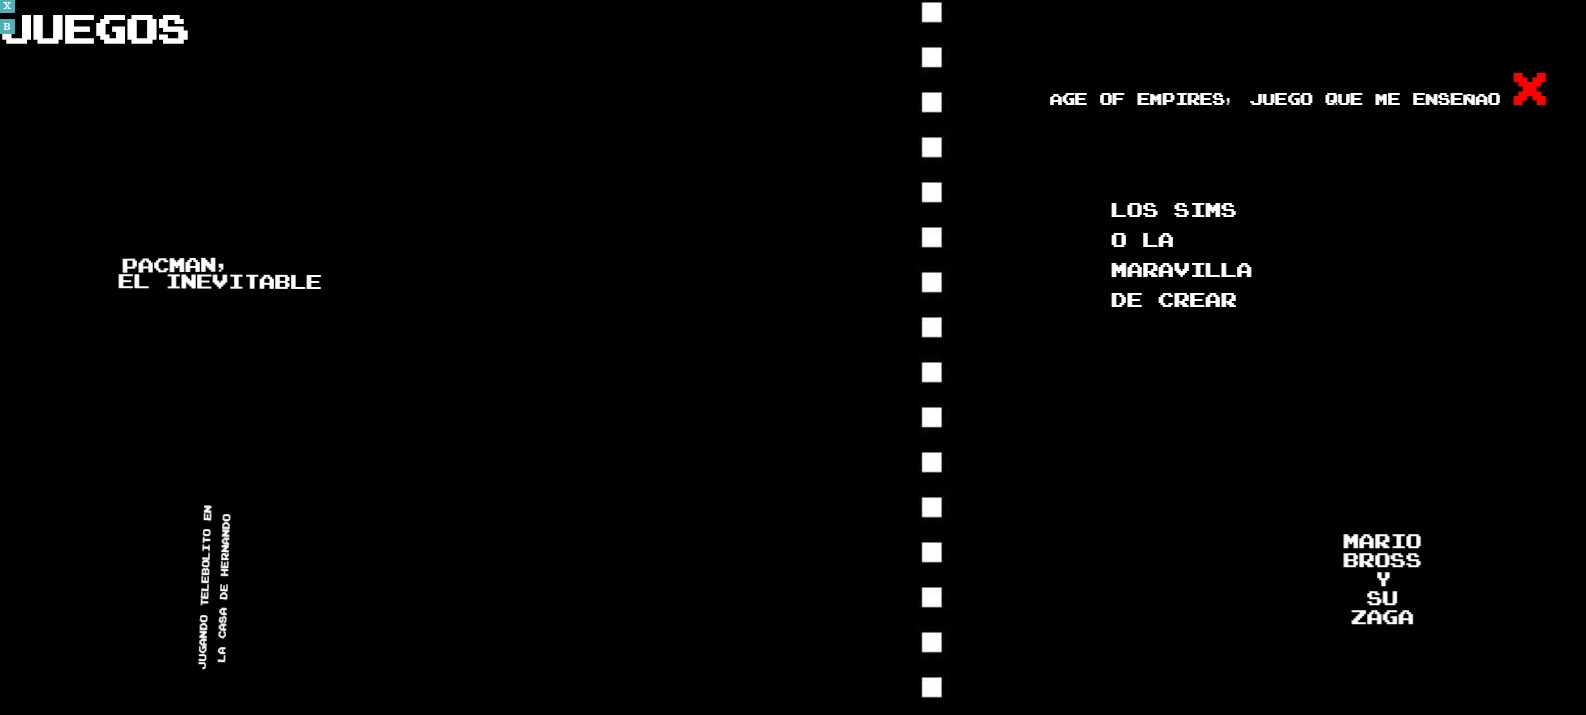 X
B
JUEGOS
AGE OF EMPIRES, JUEGO QUE ME ENSEÑAO
LOS SIMS
O LA
MARAVILLA
DE CREAR
PACMAN,
EL INEVITABLE
JUGANDO TELEBOLITO EN
LA CASA DE HERNANDO
MARIO
BROSS
Y
SU
ZAGA